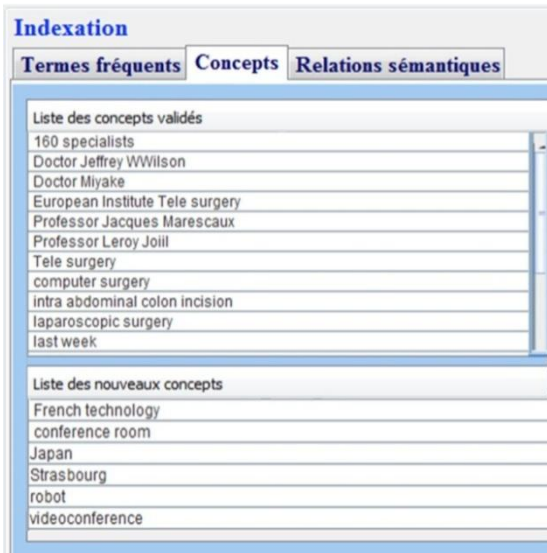 Indexation
Termes fréquents Concepts Relations sémantiques
Liste des concepts validés
160 specialists
Doctor Jeffrey WWilson
Doctor Miyake
European Institute Tele surgery
Professor Jacques Marescaux
Professor Leroy Joiil
Tele surgery
computer surgery
intra abdominal colon incision
laparoscopic surgery
last week
Liste des nouveaux concepts
French technology
conference room
Japan
Strasbourg
robot
videoconference